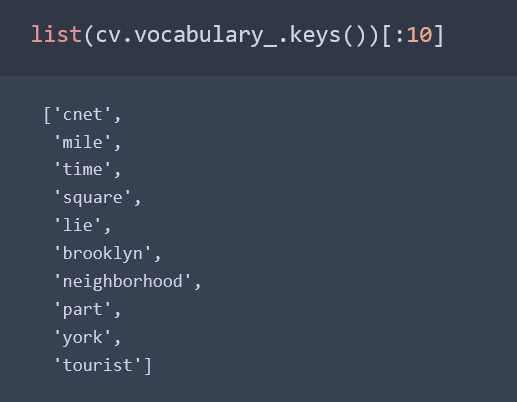 list(cv.vocabulary_.keys())[:10]
['cnet',
'mile',
'time',
'square',
'lie',
'brooklyn',
'neighborhood',
'part',
'york',
'tourist']